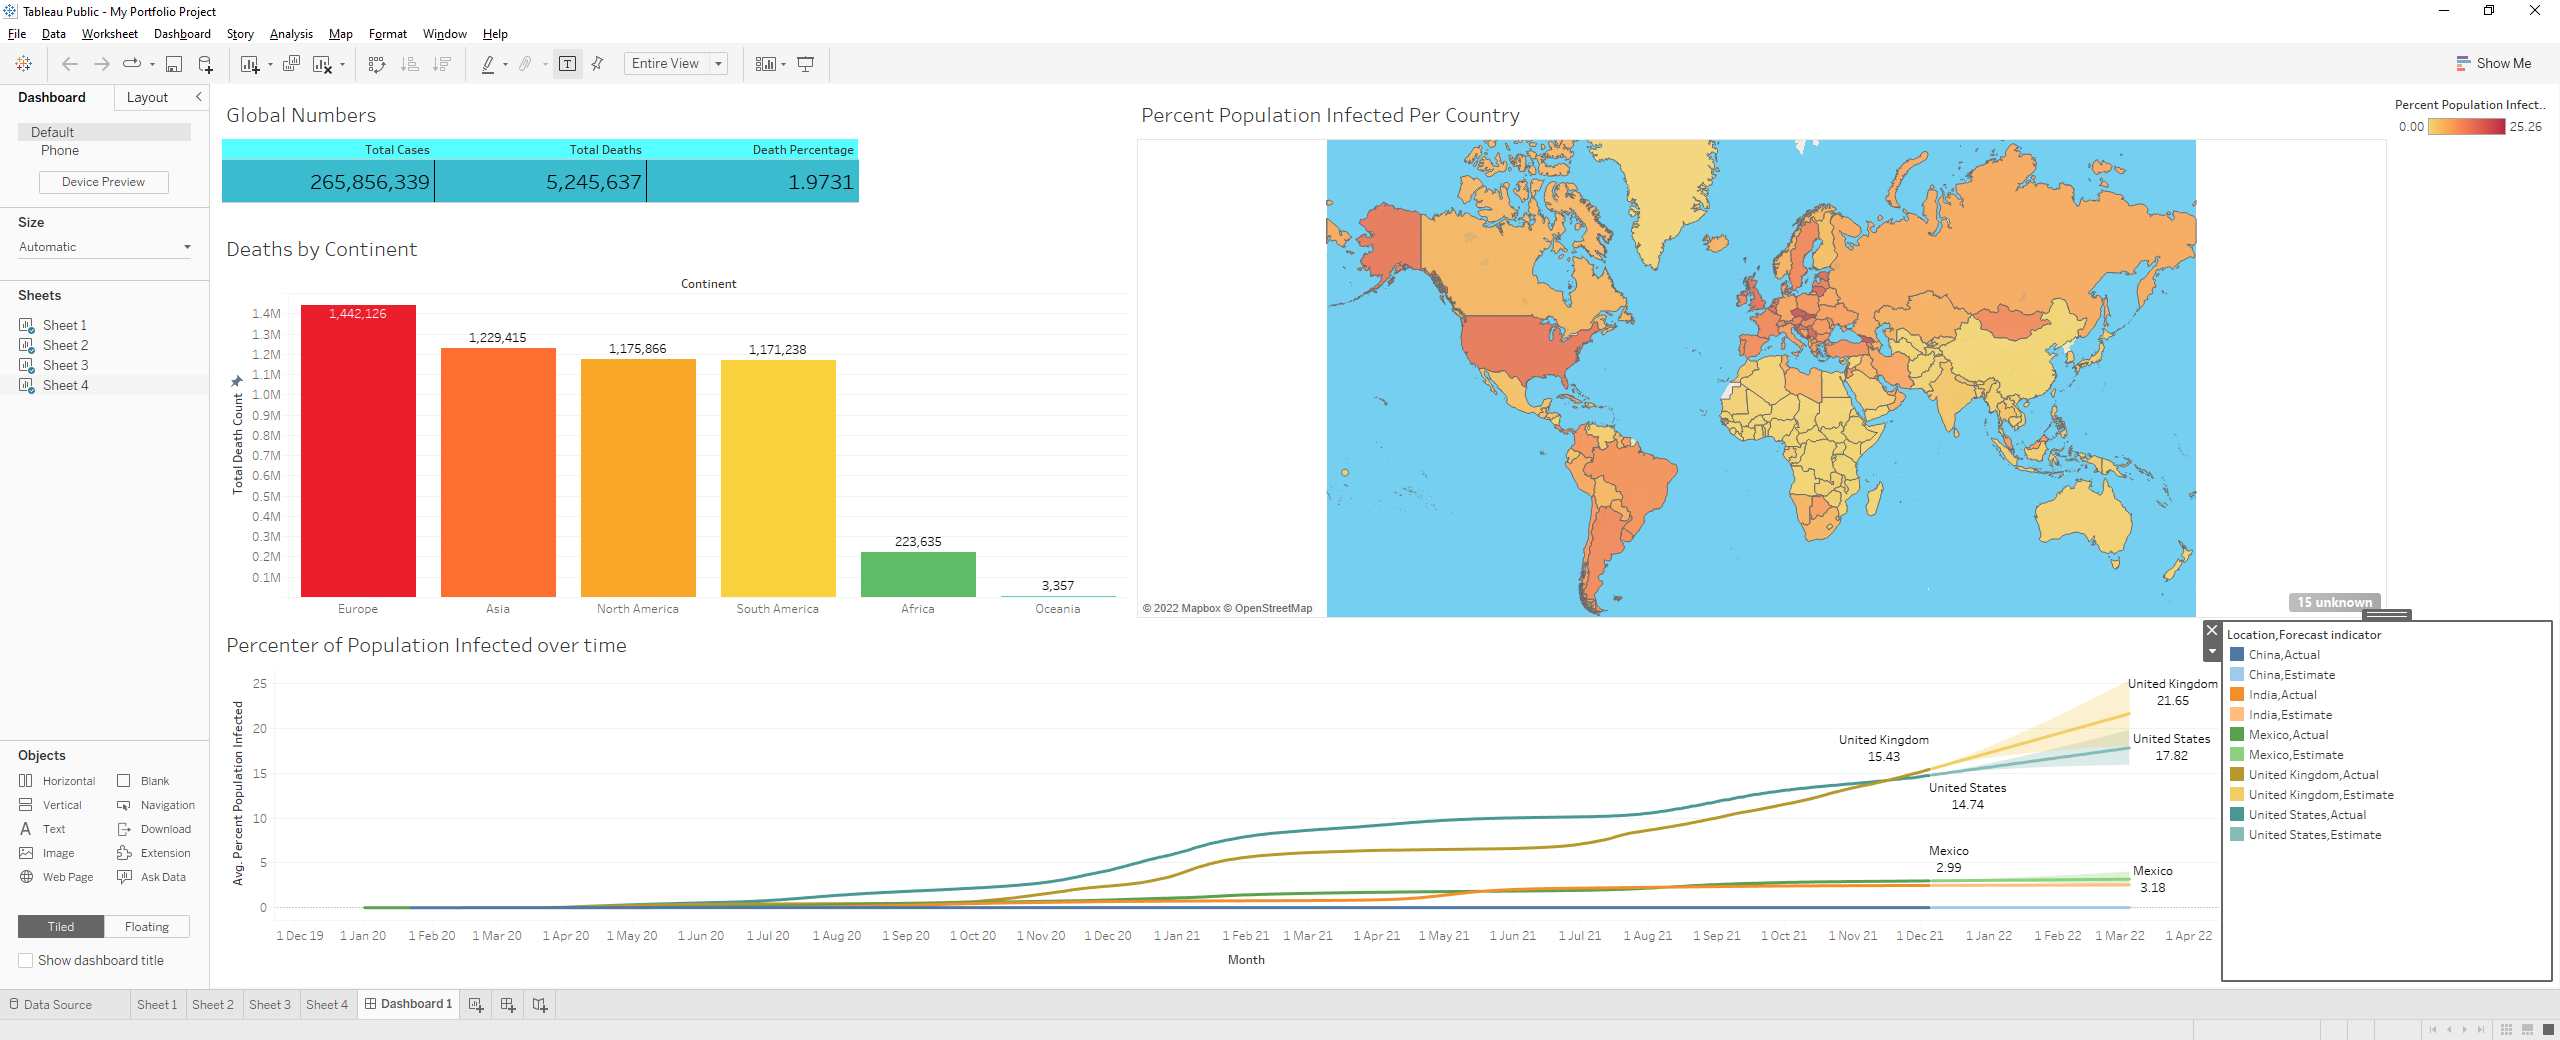 Tableau Public - My Portfolio Project
File Data Worksheet Dashboard Story Analysis Map Format Window Help
Entire View
Show Me
Dashboard Layout
Default
Phone
Device Preview
Size
Automatic
Sheets
Sheet 1
Sheet 2
Sheet 3
Sheet 4
Objects
Horizontal Blank
Vertical Navigation
Text Download
Image Extension
Web Page Ask Data
Tiled Floating
Show dashboard title
Global Numbers
Total Cases Total Deaths Death Percentage
265,856,339 5,245,637 1.9731
Deaths by Continent
Continent
Total Death Count
1.4M
1.3M
1.2M
1.1M
1.0M
0.9M
0.8M
0.7M
0.6M
0.5M
0.4M
0.3M
0.2M
0.1M
1,442,126
1,229,415
1,175,866
1,171,238
223,635
3,357
Europe Asia North America South America Africa Oceania
Percent Population Infected Per Country
Percent Population Infect..
0.00 25.26
© 2022 Mapbox © OpenStreetMap
15 unknown
Percenter of Population Infected over time
Avg. Percent Population Infected
25
20
15
10
5
0
United Kingdom
21.65
United Kingdom
15.43
United States
17.82
United States
14.74
Mexico
2.99
Mexico
3.18
1 Dec 19 1 Jan 20 1 Feb 20 1 Mar 20 1 Apr 20 1 May 20 1 Jun 20 1 Jul 20 1 Aug 20 1 Sep 20 1 Oct 20 1 Nov 20 1 Dec 20 1 Jan 21 1 Feb 21 1 Mar 21 1 Apr 21 1 May 21 1 Jun 21 1 Jul 21 1 Aug 21 1 Sep 21 1 Oct 21 1 Nov 21 1 Dec 21 1 Jan 22 1 Feb 22 1 Mar 22 1 Apr 22
Month
Location,Forecast indicator
China,Actual
China,Estimate
India,Actual
India,Estimate
Mexico,Actual
Mexico,Estimate
United Kingdom,Actual
United Kingdom,Estimate
United States,Actual
United States,Estimate
Data Source Sheet 1 Sheet 2 Sheet 3 Sheet 4 Dashboard 1